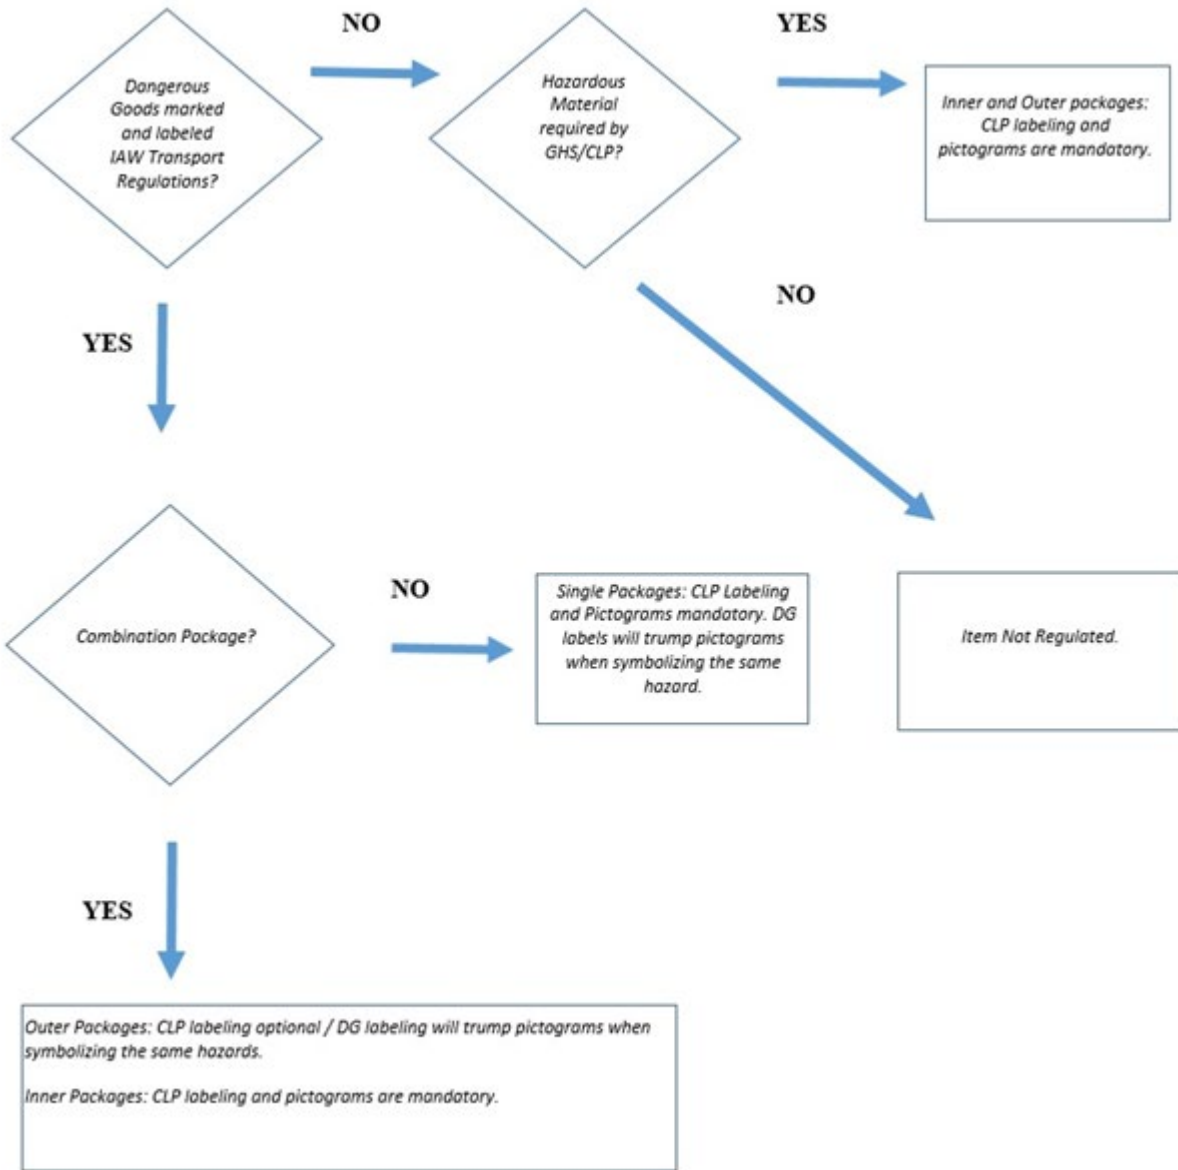 NO
YES
Dangerous
Goods marked
and labeled
IAW Transport
Regulations?
Hazardous
Material
required by
GHS/CLP?
Inner and Outer packages:
CLP labeling and
pictograms are mandatory.
NO
YES
Combination Package?
NO
Single Packages: CLP Labeling
and Pictograms mandatory. DG
labels will trump pictograms
when symbolizing the same
hazard.
Item Not Regulated.
YES
Outer Packages: CLP labeling optional / DG labeling will trump pictograms when
symbolizing the same hazards.
Inner Packages: CLP labeling and pictograms are mandatory.